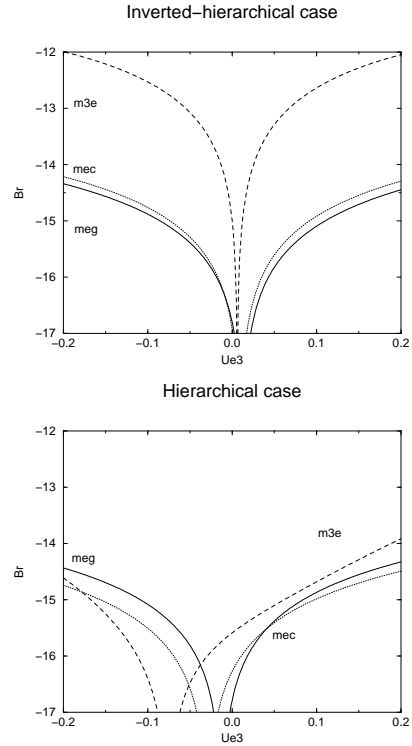 Inverted−hierarchical case
−12
−13
−14
−15
−16
−17
Br
m3e
mec
meg
−0.2 −0.1 0.0 0.1 0.2
Ue3
Hierarchical case
−12
−13
−14
−15
−16
−17
Br
m3e
meg
mec
−0.2 −0.1 0.0 0.1 0.2
Ue3